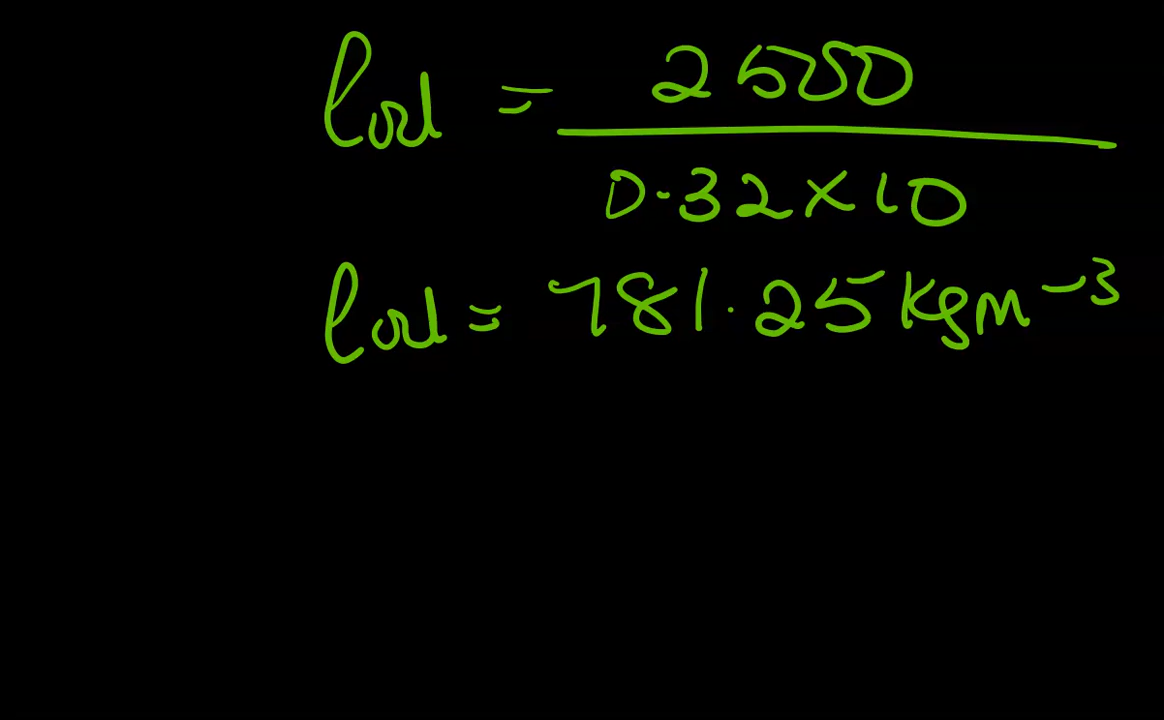 ρoil = 2500 / 0.32 × 10
ρoil = 781.25 kgm⁻³